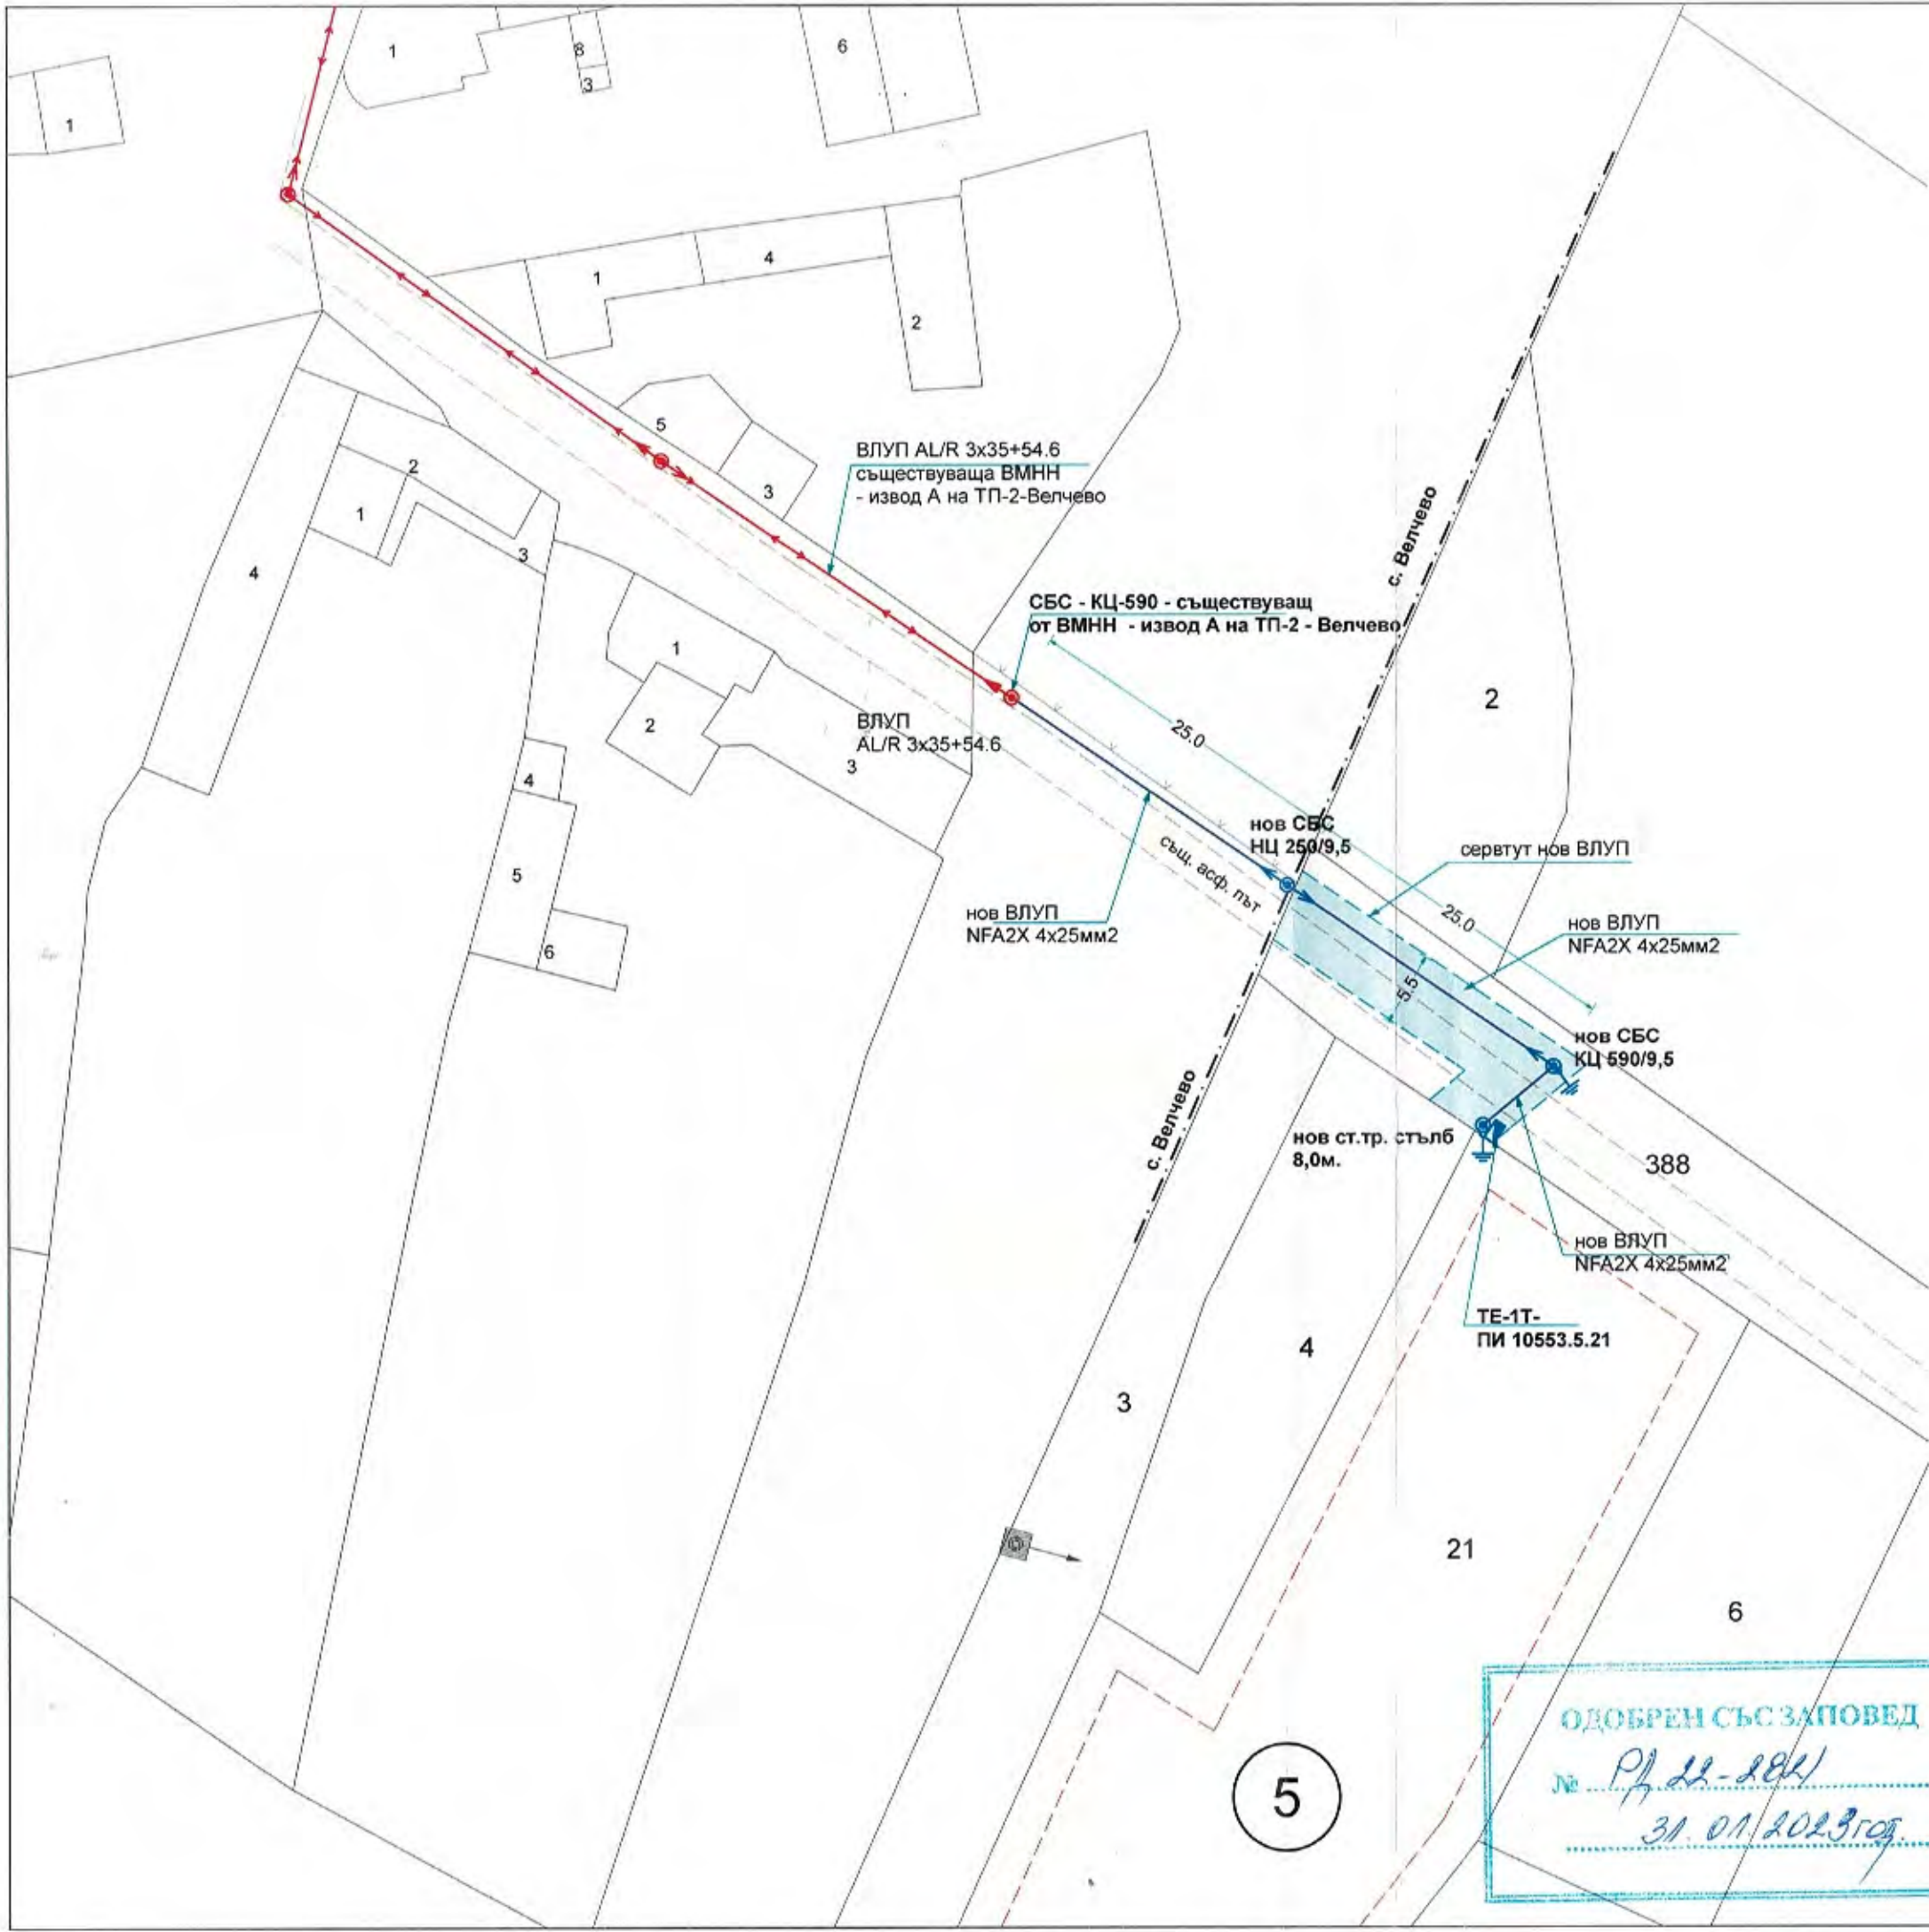 1
8
3
6
1
1
4
2
5
3
ВЛУП AL/R 3x35+54.6
съществуваща ВМНН
- извод А на ТП-2-Велчево
2
1
3
4
с. Велчево
СБС - КЦ-590 - съществуващ
от ВМНН - извод А на ТП-2 - Велчево
1
2
3
ВЛУП
AL/R 3x35+54.6
25.0
2
4
5
6
нов СБС
НЦ 250/9,5
същ. асф. път
сервтут нов ВЛУП
нов ВЛУП
NFA2X 4x25мм2
25.0
нов ВЛУП
NFA2X 4x25мм2
5.5
нов СБС
КЦ 590/9,5
с. Велчево
нов ст.тр. стълб
8,0м.
388
нов ВЛУП
NFA2X 4x25мм2
ТЕ-1Т-
ПИ 10553.5.21
4
3
21
6
5
ОДОБРЕН СЪС ЗАПОВЕД
№ РД 22-282/
31.01.2023 год.